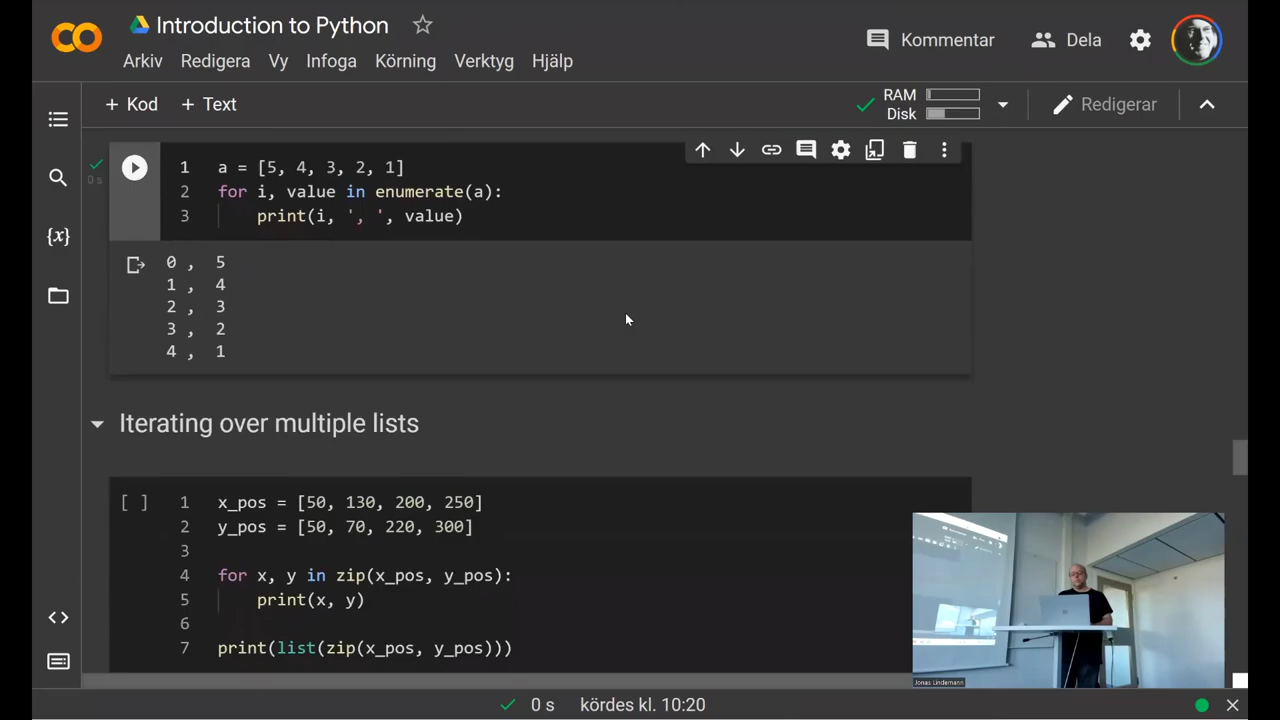 Introduction to Python
Arkiv Redigera Vy Infoga Körning Verktyg Hjälp
Kommentar Dela
+ Kod + Text
RAM
Disk
Redigerar
0 s
1 a = [5, 4, 3, 2, 1]
2 for i, value in enumerate(a):
3 print(i, ', ', value)
0 ,  5
1 ,  4
2 ,  3
3 ,  2
4 ,  1
Iterating over multiple lists
[ ]
1 x_pos = [50, 130, 200, 250]
2 y_pos = [50, 70, 220, 300]
3
4 for x, y in zip(x_pos, y_pos):
5 print(x, y)
6
7 print(list(zip(x_pos, y_pos)))
Jonas Lindemann
0 s kördes kl. 10:20